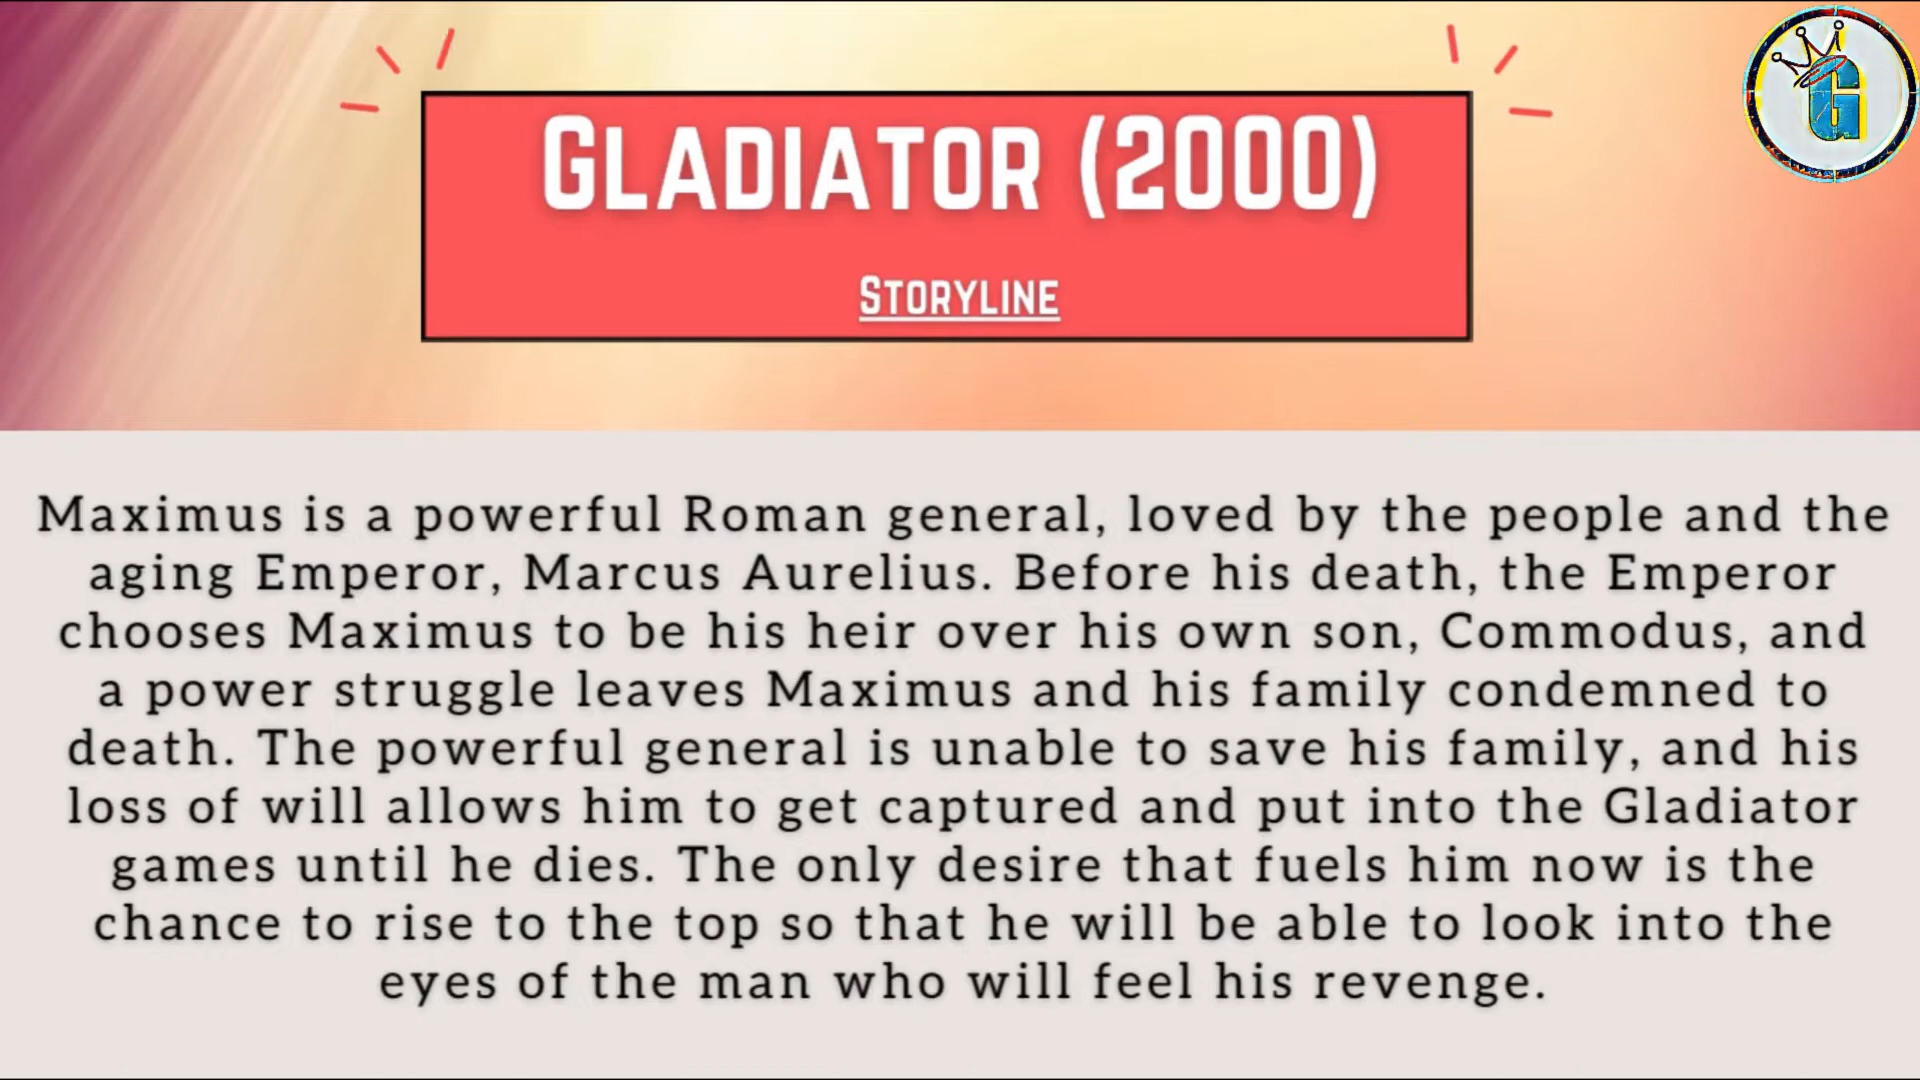 G
GLADIATOR (2000)
STORYLINE
Maximus is a powerful Roman general, loved by the people and the
aging Emperor, Marcus Aurelius. Before his death, the Emperor
chooses Maximus to be his heir over his own son, Commodus, and
a power struggle leaves Maximus and his family condemned to
death. The powerful general is unable to save his family, and his
loss of will allows him to get captured and put into the Gladiator
games until he dies. The only desire that fuels him now is the
chance to rise to the top so that he will be able to look into the
eyes of the man who will feel his revenge.